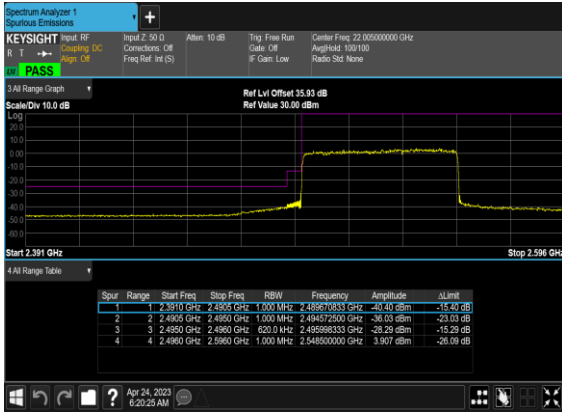 Spectrum Analyzer 1
Spurious Emissions
KEYSIGHT
R T
LNI PASS
Input: RF
Coupling: DC
Align: Off
Input Z: 50 Ω
Corrections: Off
Freq Ref: Int (S)
Atten: 10 dB
Trig: Free Run
Gate: Off
IF Gain: Low
Center Freq: 22.005000000 GHz
Avg|Hold: 100/100
Radio Std: None
3 All Range Graph
Scale/Div 10.0 dB
Ref Lvl Offset 35.93 dB
Ref Value 30.00 dBm
Log
20.0
10.0
0.00
-10.0
-20.0
-30.0
-40.0
-50.0
-60.0
Start 2.391 GHz
Stop 2.596 GHz
4 All Range Table
Spur Range Start Freq Stop Freq RBW Frequency Amplitude ΔLimit
1 1 2.3910 GHz 2.4905 GHz 1.000 MHz 2.489670833 GHz -40.40 dBm -15.40 dB
2 2 2.4905 GHz 2.4950 GHz 1.000 MHz 2.494572500 GHz -36.03 dBm -23.03 dB
3 3 2.4950 GHz 2.4960 GHz 620.0 kHz 2.495998333 GHz -28.29 dBm -15.29 dB
4 4 2.4960 GHz 2.5960 GHz 1.000 MHz 2.548500000 GHz 3.907 dBm -26.09 dB
?
Apr 24, 2023
6:20:25 AM